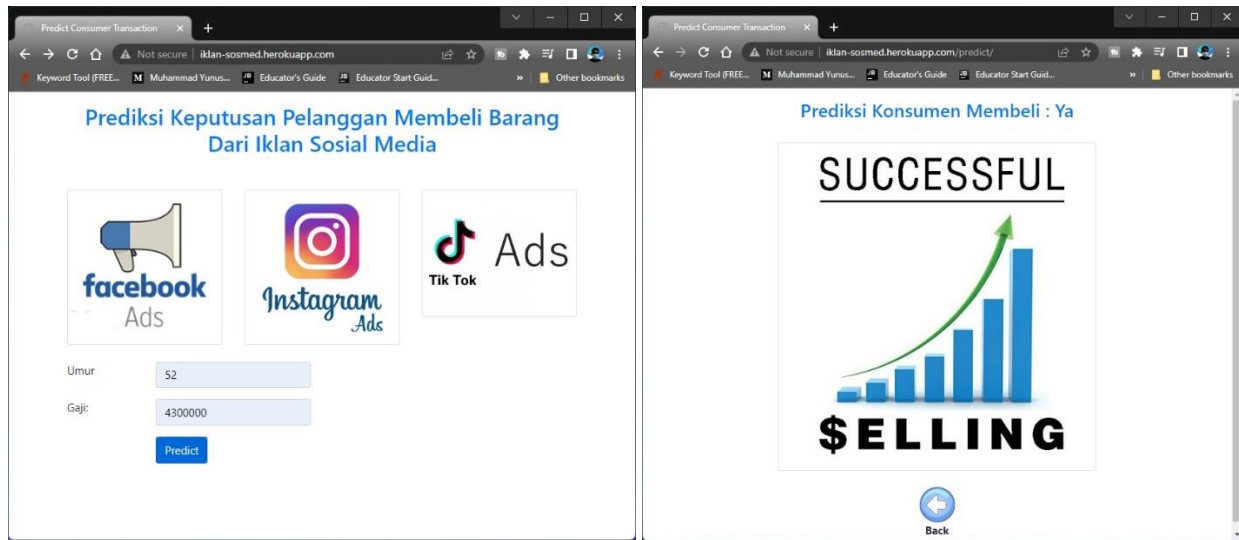 Predict Consumer Transaction
Not secure | iklan-sosmed.herokuapp.com
Keyword Tool (FREE... Muhammad Yunus... Educator's Guide Educator Start Guid... » Other bookmarks
Prediksi Keputusan Pelanggan Membeli Barang
Dari Iklan Sosial Media
facebook
Ads
Instagram
Ads
Tik Tok
Ads
Umur
52
Gaji:
4300000
Predict
Predict Consumer Transaction
Not secure | iklan-sosmed.herokuapp.com/predict/
Keyword Tool (FREE... Muhammad Yunus... Educator's Guide Educator Start Guid... » Other bookmarks
Prediksi Konsumen Membeli : Ya
SUCCESSFUL
$ELLING
Back